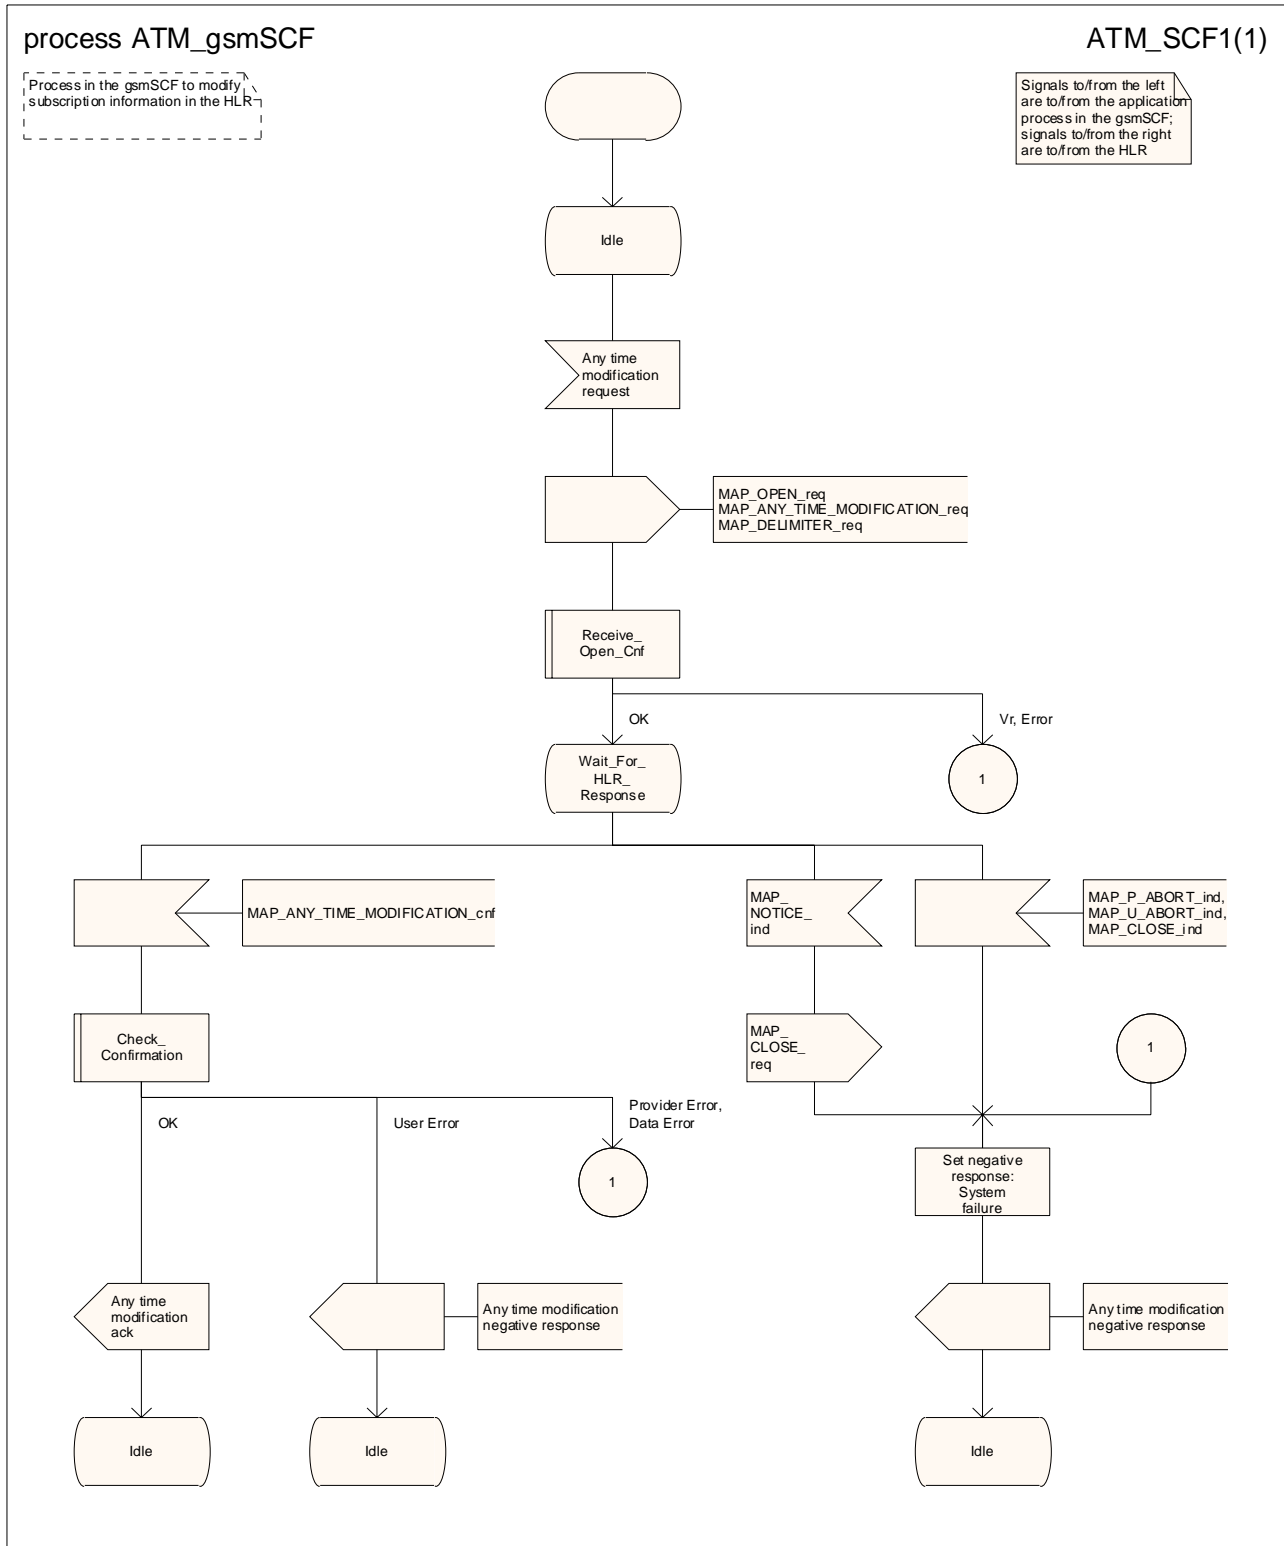 process ATM_gsmSCF
ATM_SCF1(1)
Process in the gsmSCF to modify
subscription information in the HLR
Signals to/from the left
are to/from the application
process in the gsmSCF;
signals to/from the right
are to/from the HLR
Idle
Any time
modification
request
MAP_OPEN_req
MAP_ANY_TIME_MODIFICATION_req
MAP_DELIMITER_req
Receive_
Open_Cnf
OK
Vr, Error
Wait_For_
HLR_
Response
1
MAP_ANY_TIME_MODIFICATION_cnf
MAP_
NOTICE_
ind
MAP_P_ABORT_ind,
MAP_U_ABORT_ind,
MAP_CLOSE_ind
Check_
Confirmation
MAP_
CLOSE_
req
1
OK
User Error
Provider Error,
Data Error
1
Set negative
response:
System
failure
Any time
modification
ack
Any time modification
negative response
Any time modification
negative response
Idle
Idle
Idle